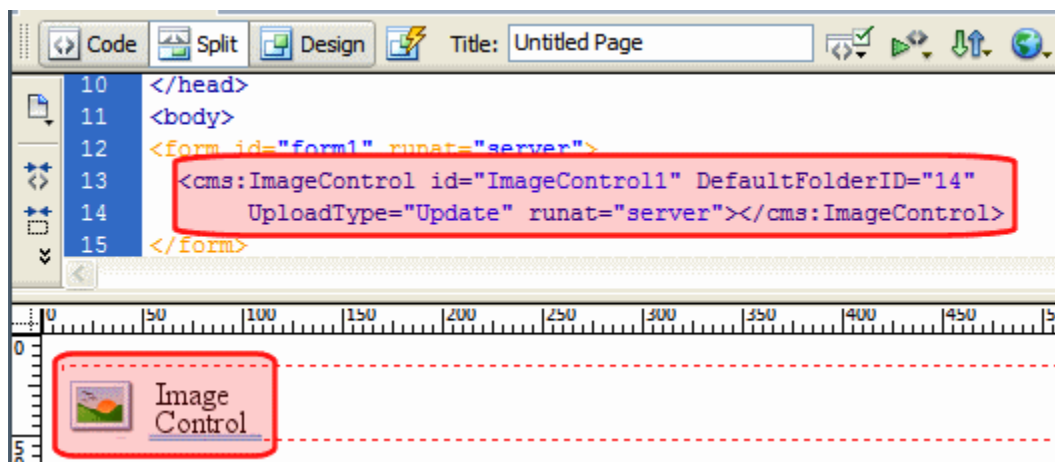 Code Split Design Title: Untitled Page
10 </head>
11 <body>
12 <form id="form1" runat="server">
13 <cms:ImageControl id="ImageControl1" DefaultFolderID="14"
14 UploadType="Update" runat="server"></cms:ImageControl>
15 </form>
0 50 100 150 200 250 300 350 400 450
0
Image
Control